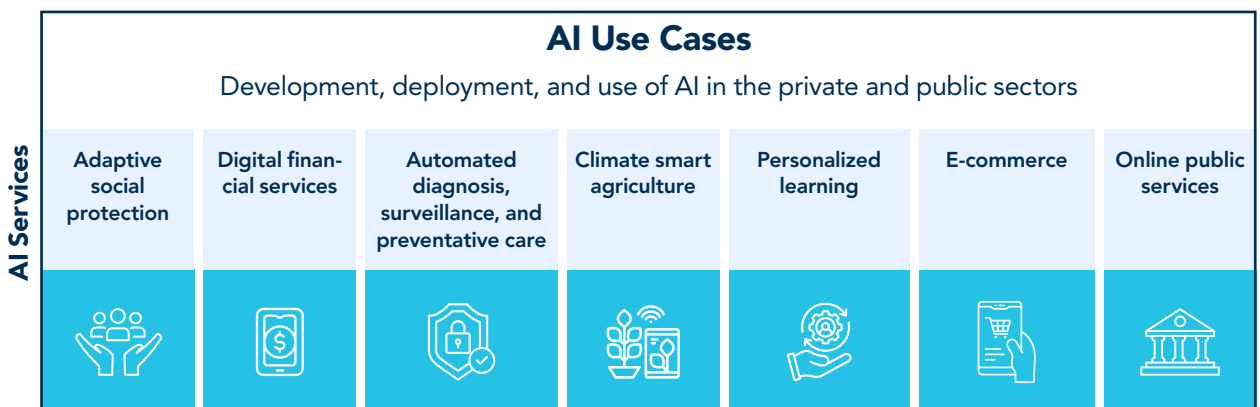 AI Use Cases
Development, deployment, and use of AI in the private and public sectors
AI Services
Adaptive
social
protection
Digital finan-
cial services
Automated
diagnosis,
surveillance, and
preventative care
Climate smart
agriculture
Personalized
learning
E-commerce
Online public
services
$